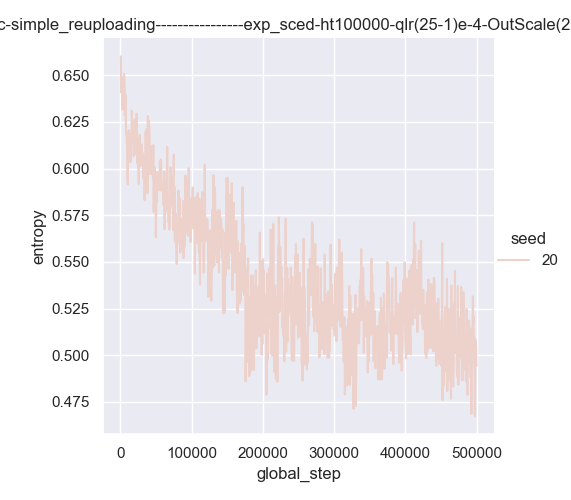 c-simple_reuploading----------------exp_sced-ht100000-qlr(25-1)e-4-OutScale(2
0.650
0.625
0.600
0.575
0.550
0.525
0.500
0.475
entropy
0 100000 200000 300000 400000 500000
global_step
seed
20